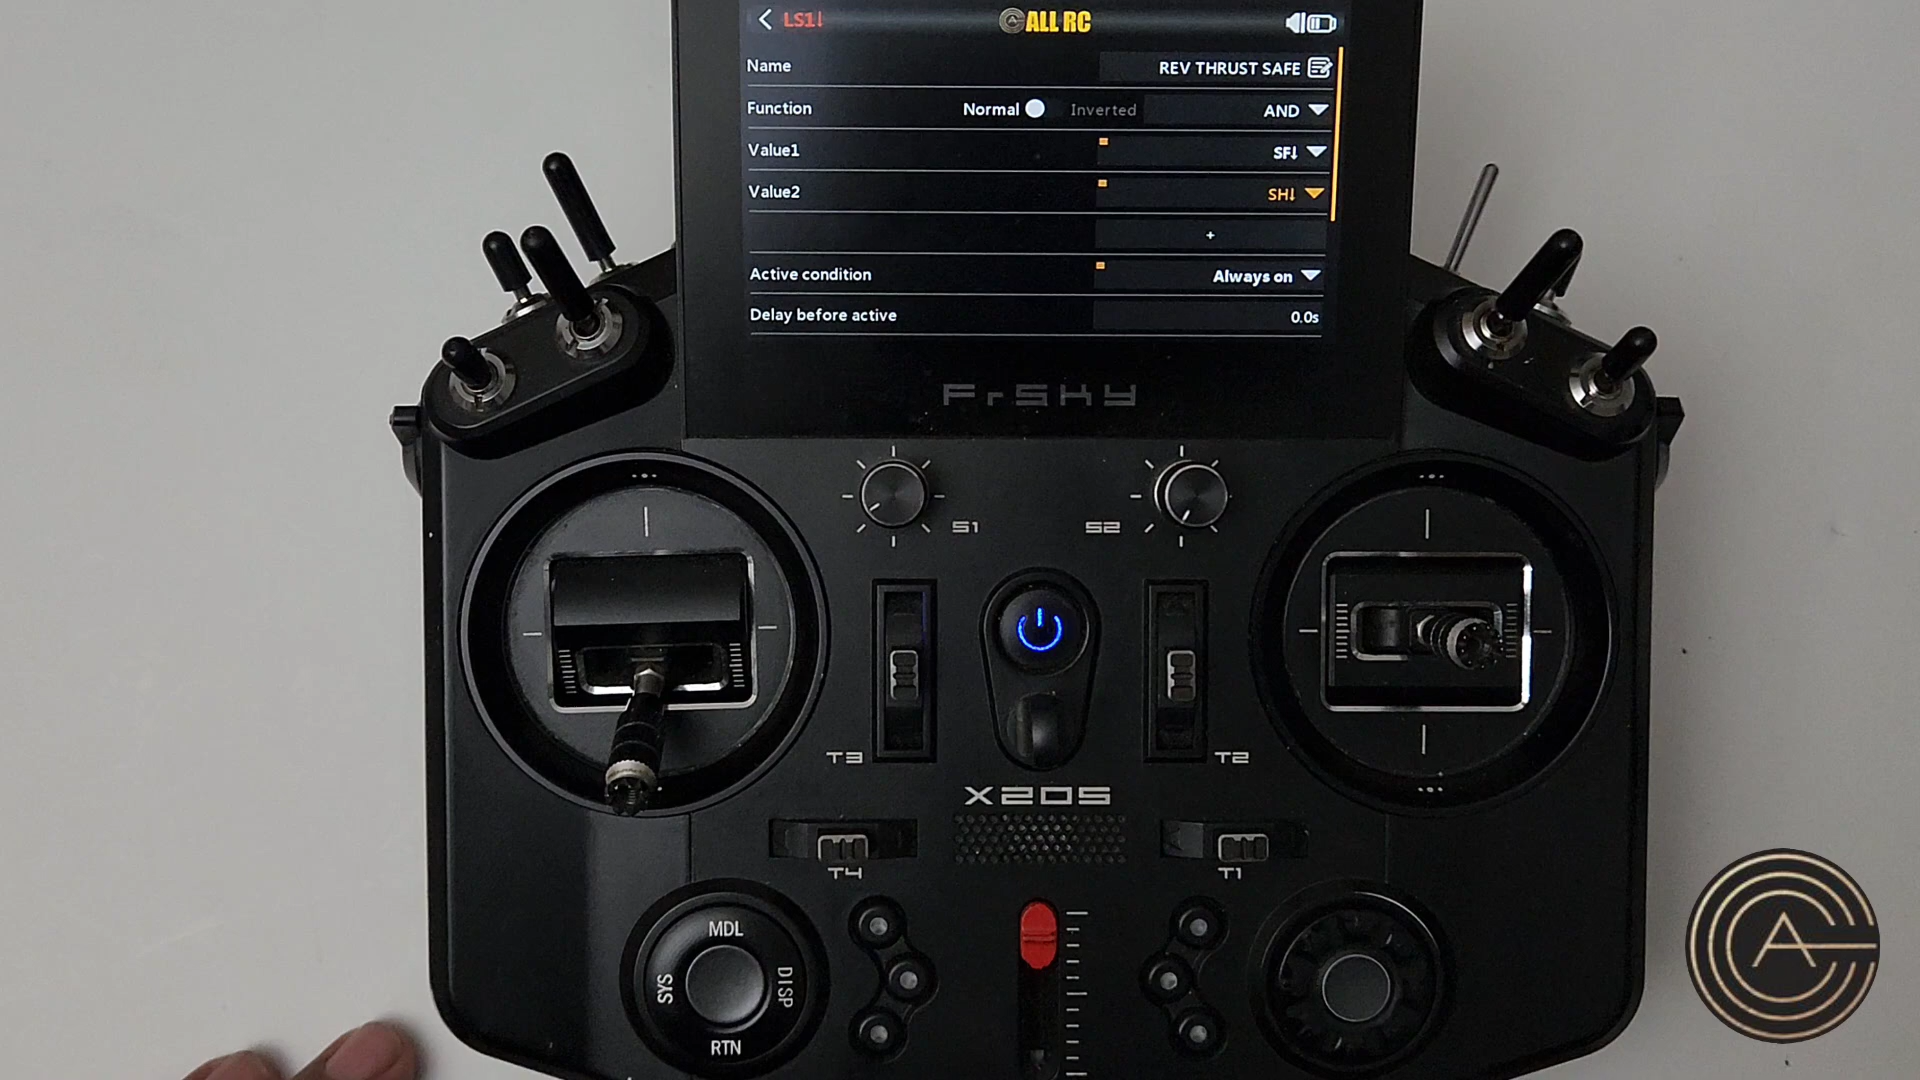 LS1↓
ALL RC
Name REV THRUST SAFE
Function Normal Inverted AND
Value1 SF↓
Value2 SH↓
+
Active condition Always on
Delay before active 0.0s
FrSKY
S1 S2
T3 T2
X20S
T4 T1
MDL
SYS DISP
RTN
CA